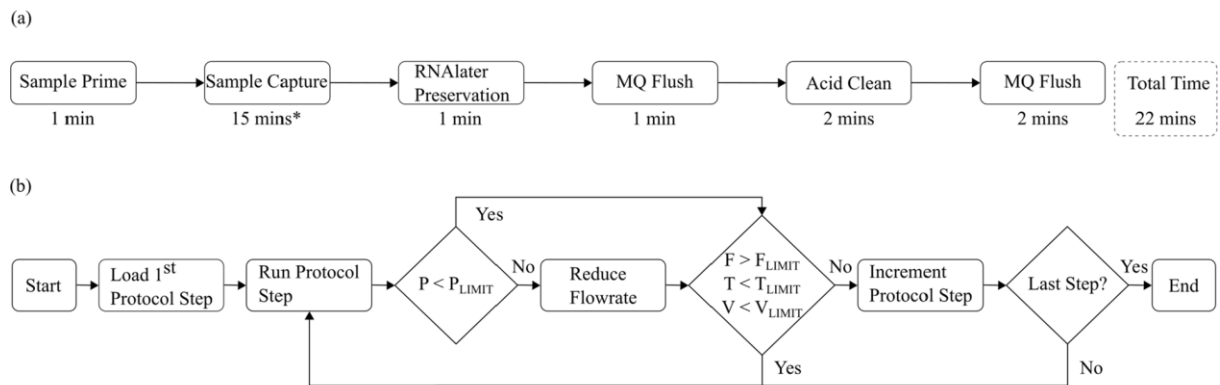 (a)
Sample Prime
1 min
Sample Capture
15 mins*
RNAlater
Preservation
1 min
MQ Flush
1 min
Acid Clean
2 mins
MQ Flush
2 mins
Total Time
22 mins
(b)
Start
Load 1st
Protocol Step
Run Protocol
Step
P < PLIMIT
Yes
No
Reduce
Flowrate
F > FLIMIT
T < TLIMIT
V < VLIMIT
No
Yes
Increment
Protocol Step
Last Step?
Yes
No
End